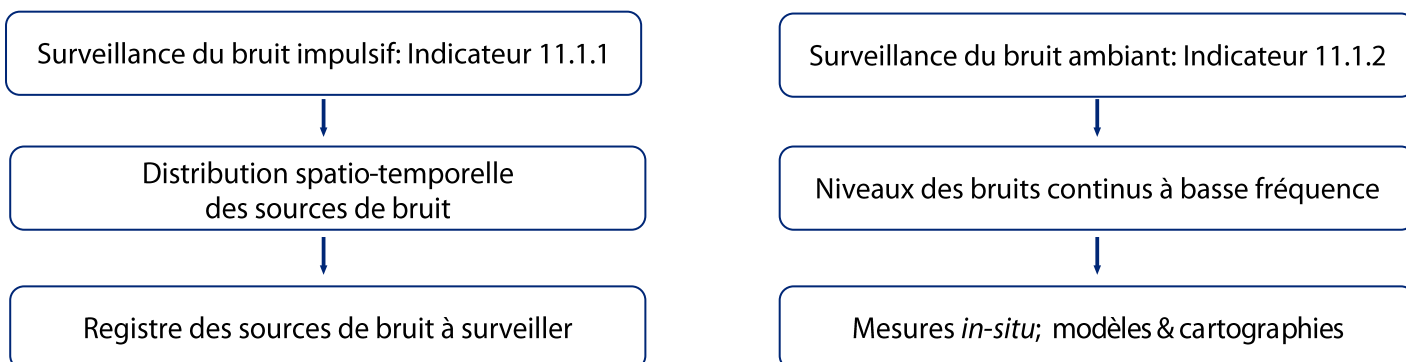 Surveillance du bruit impulsif: Indicateur 11.1.1
Distribution spatio-temporelle
des sources de bruit
Registre des sources de bruit à surveiller
Surveillance du bruit ambiant: Indicateur 11.1.2
Niveaux des bruits continus à basse fréquence
Mesures in-situ; modèles & cartographies